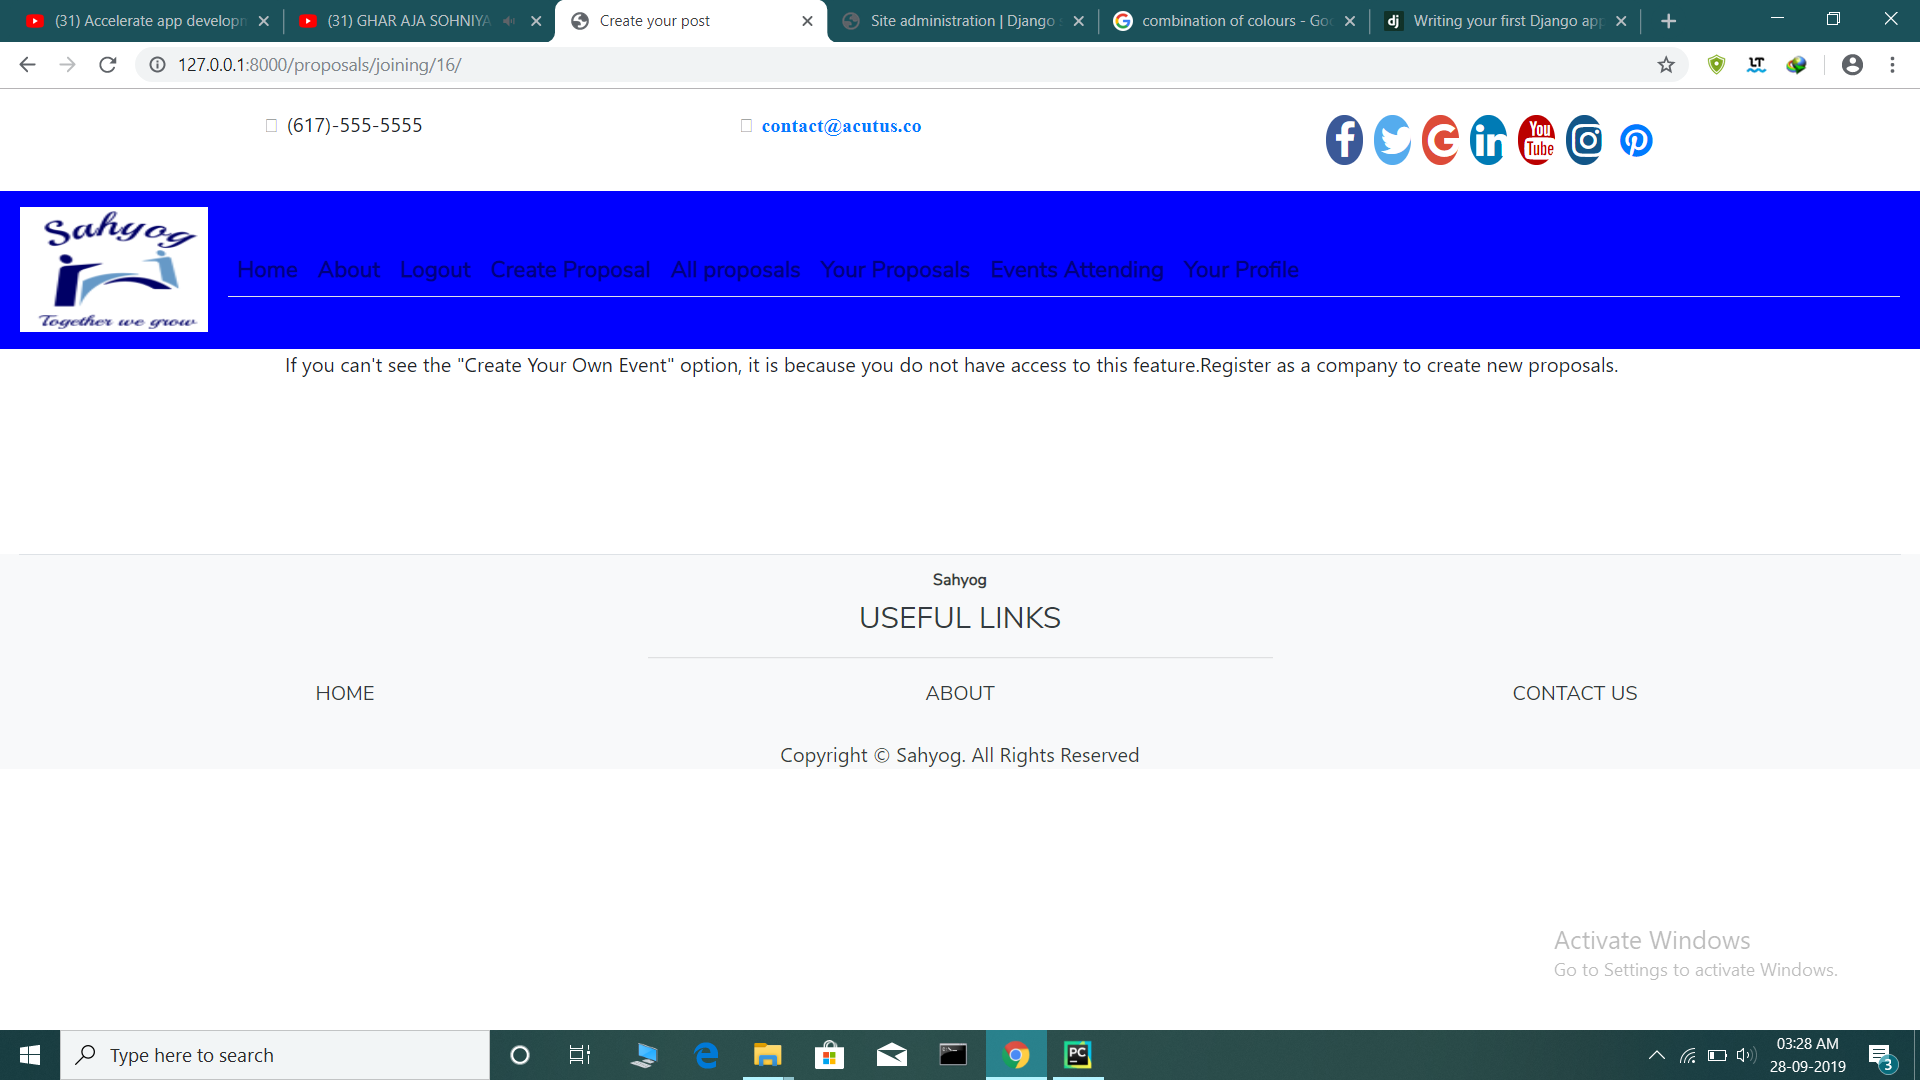 (31) Accelerate app developn
(31) GHAR AJA SOHNIYA
Create your post
Site administration | Django
combination of colours - Goo
Writing your first Django app
127.0.0.1:8000/proposals/joining/16/
(617)-555-5555
contact@acutus.co
You
Tube
Sahyog
Together we grow
Home About Logout Create Proposal All proposals Your Proposals Events Attending Your Profile
If you can't see the "Create Your Own Event" option, it is because you do not have access to this feature.Register as a company to create new proposals.
Sahyog
USEFUL LINKS
HOME ABOUT CONTACT US
Copyright © Sahyog. All Rights Reserved
Activate Windows
Go to Settings to activate Windows.
Type here to search
PC
03:28 AM
28-09-2019
3